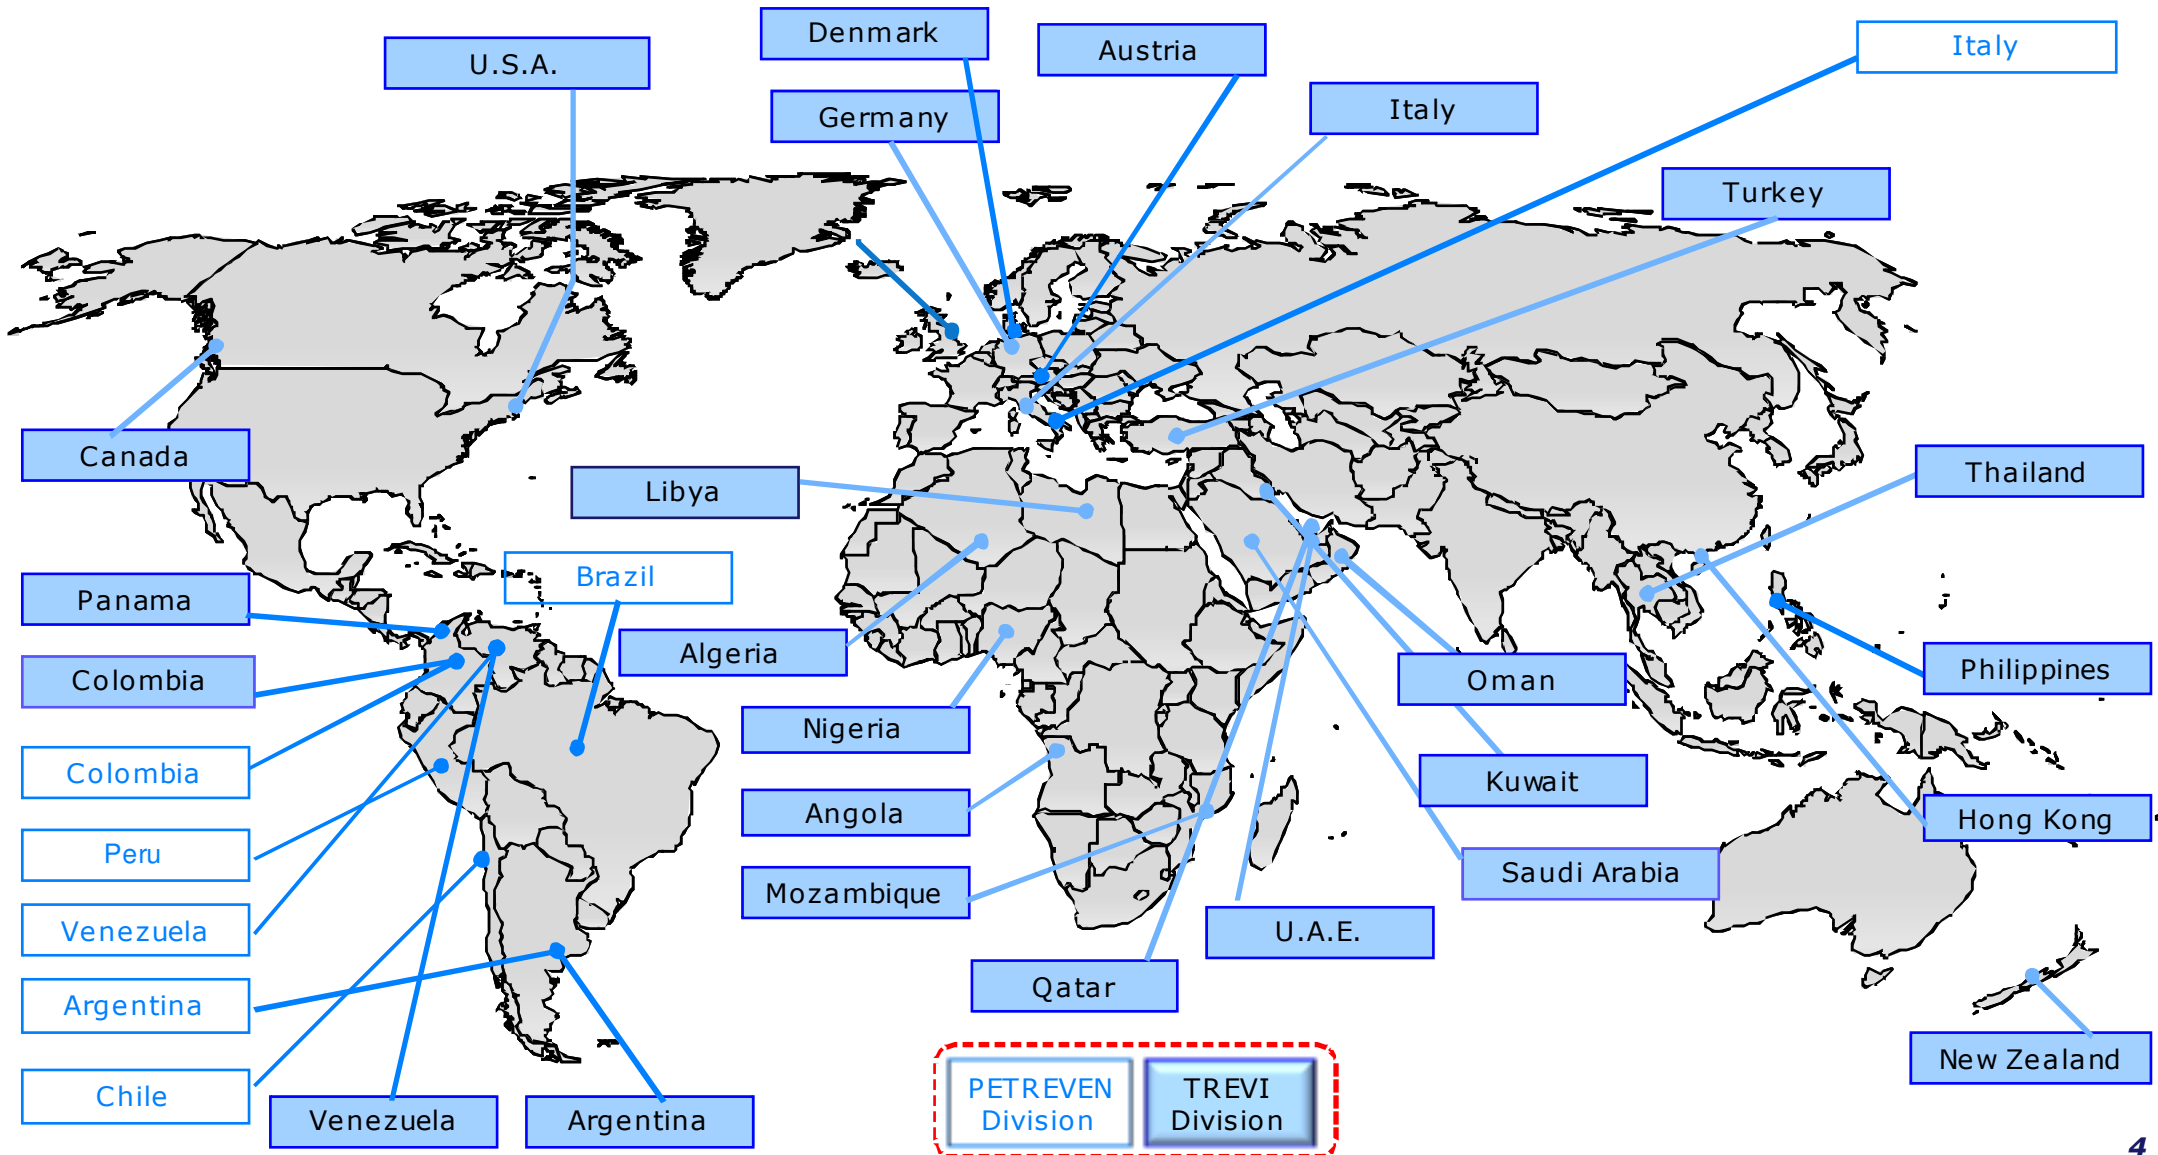 Denmark
Austria
Italy
U.S.A.
Germany
Italy
Turkey
Canada
Libya
Thailand
Brazil
Panama
Algeria
Colombia
Oman
Philippines
Nigeria
Colombia
Kuwait
Angola
Hong Kong
Peru
Mozambique
Saudi Arabia
Venezuela
U.A.E.
Qatar
Argentina
New Zealand
Chile
Venezuela
Argentina
PETREVEN
Division
TREVI
Division
4